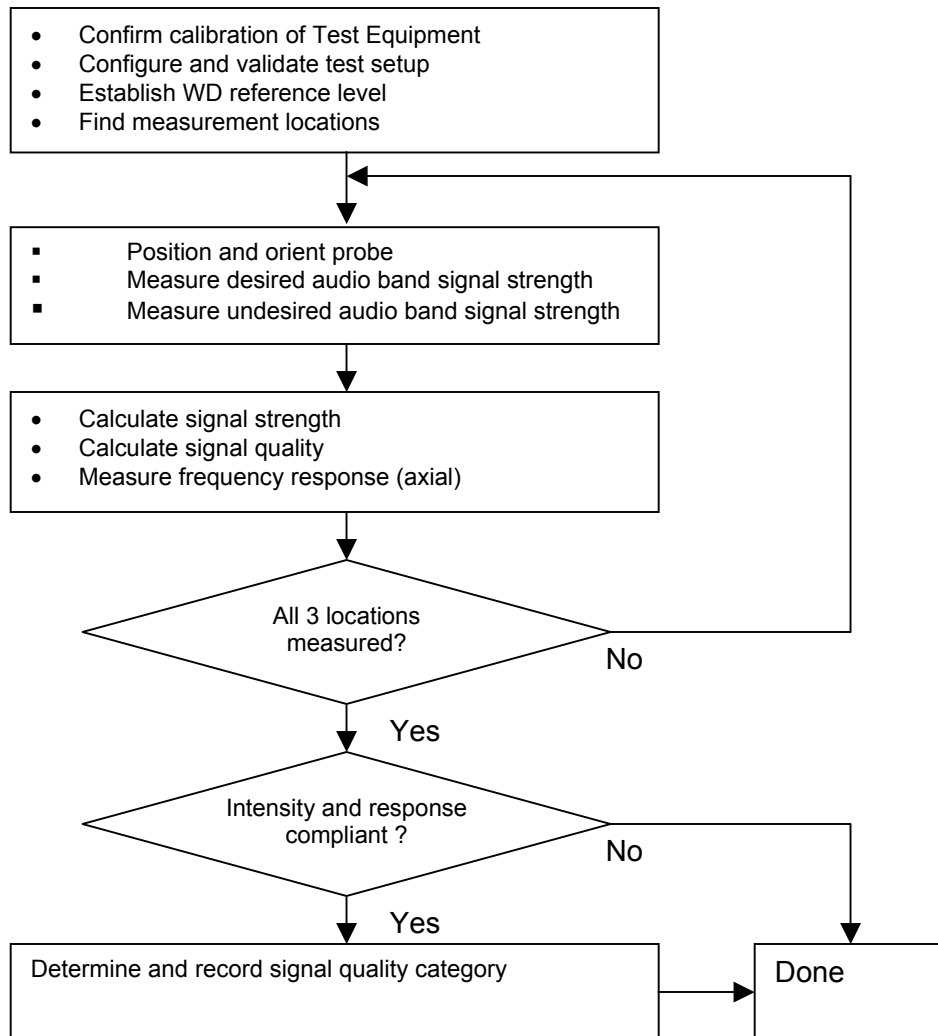 • Confirm calibration of Test Equipment
• Configure and validate test setup
• Establish WD reference level
• Find measurement locations
▪ Position and orient probe
▪ Measure desired audio band signal strength
▪ Measure undesired audio band signal strength
• Calculate signal strength
• Calculate signal quality
• Measure frequency response (axial)
All 3 locations
measured?
No
Yes
Intensity and response
compliant ?
No
Yes
Determine and record signal quality category
Done